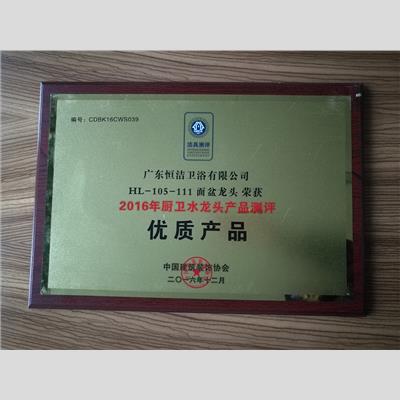 编号：CDBK16CWS039
洁具测评
广东恒洁卫浴有限公司
HL-105-111 面盆龙头 荣获
2016年厨卫水龙头产品测评
优质产品
中国建筑装饰协会
二〇一六年十二月